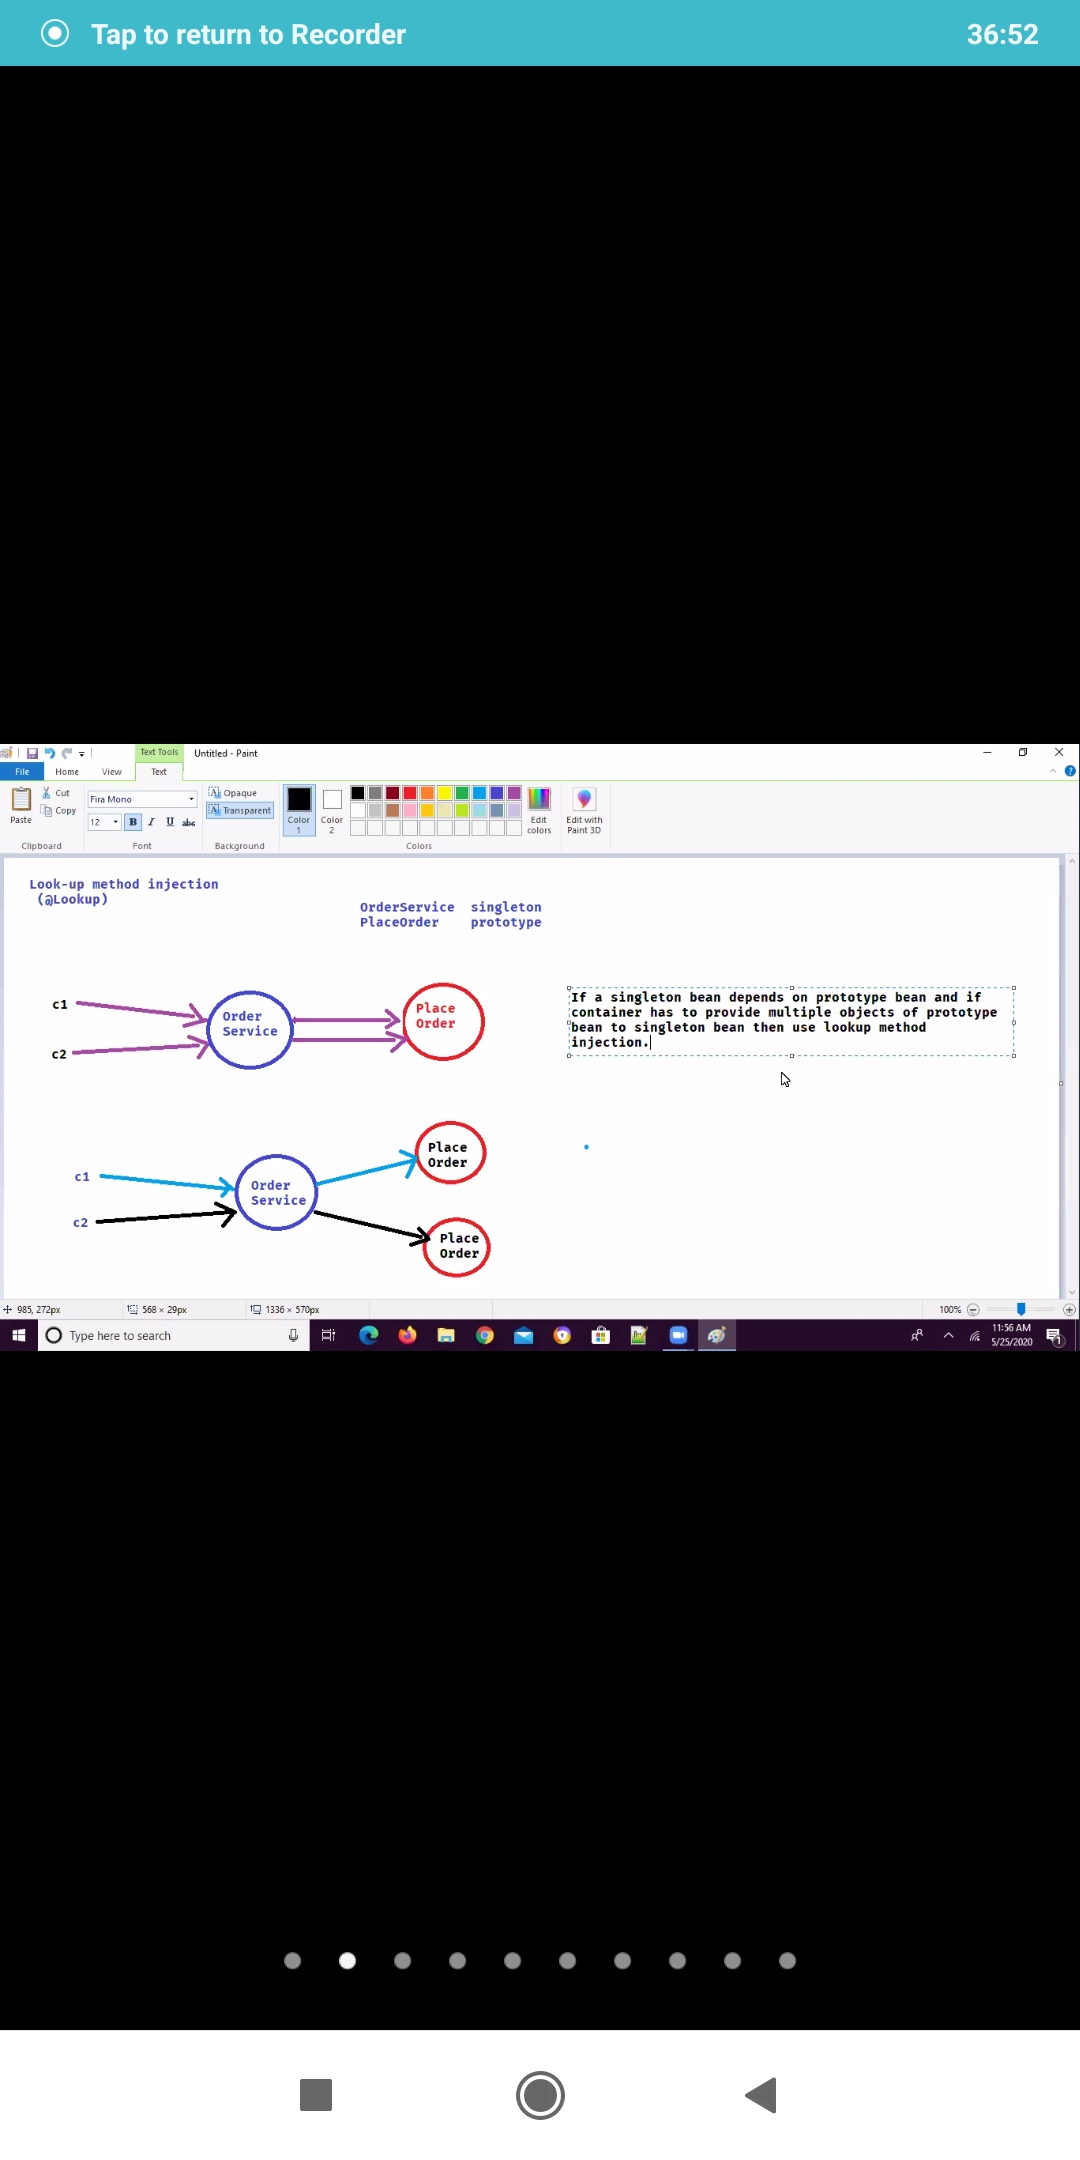 Tap to return to Recorder
36:52
Text Tools
Untitled - Paint
File
Home
View
Text
Paste
Cut
Copy
Clipboard
Fira Mono
12
B
I
U
abc
Font
Opaque
Transparent
Background
Color
1
Color
2
Edit
colors
Colors
Edit with
Paint 3D
Look-up method injection
(@Lookup)
OrderService singleton
PlaceOrder prototype
c1
c2
Order
Service
Place
Order
If a singleton bean depends on prototype bean and if
container has to provide multiple objects of prototype
bean to singleton bean then use lookup method
injection.
c1
c2
Order
Service
Place
Order
Place
Order
985, 272px
568 × 29px
1336 × 570px
100%
Type here to search
11:56 AM
5/25/2020
1